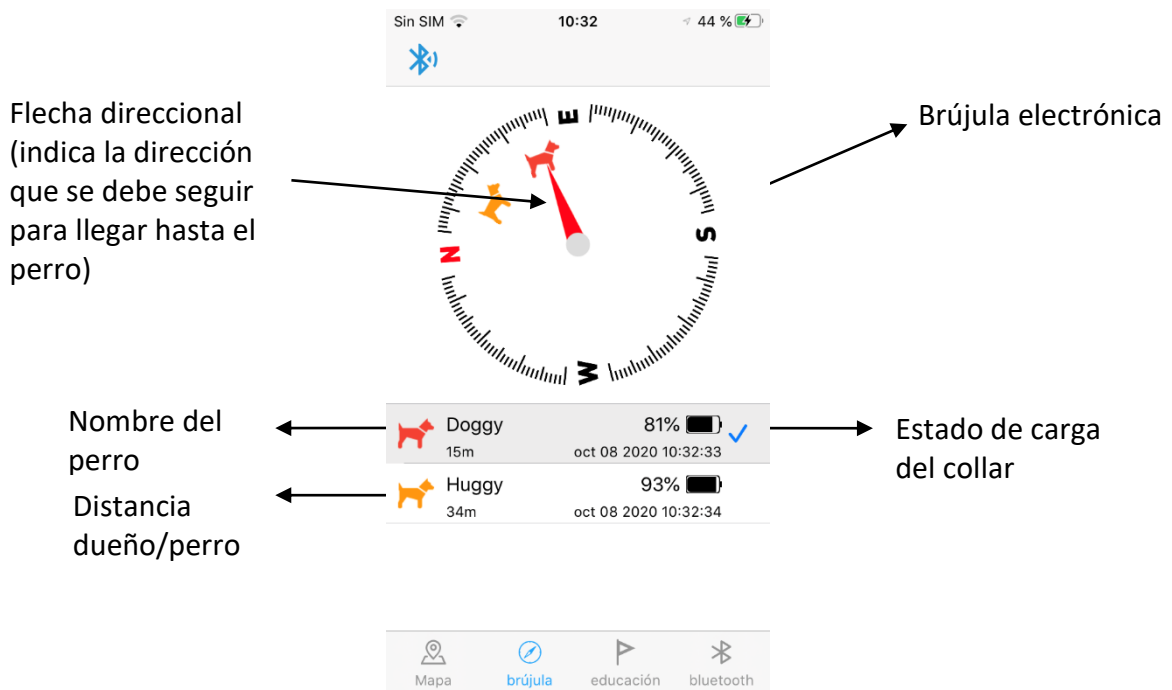 Sin SIM 10:32 44 %
Flecha direccional
(indica la dirección
que se debe seguir
para llegar hasta el
perro)
Brújula electrónica
E
N
S
W
Nombre del
perro
Doggy 81%
15m oct 08 2020 10:32:33
Estado de carga
del collar
Distancia
dueño/perro
Huggy 93%
34m oct 08 2020 10:32:34
Mapa brújula educación bluetooth